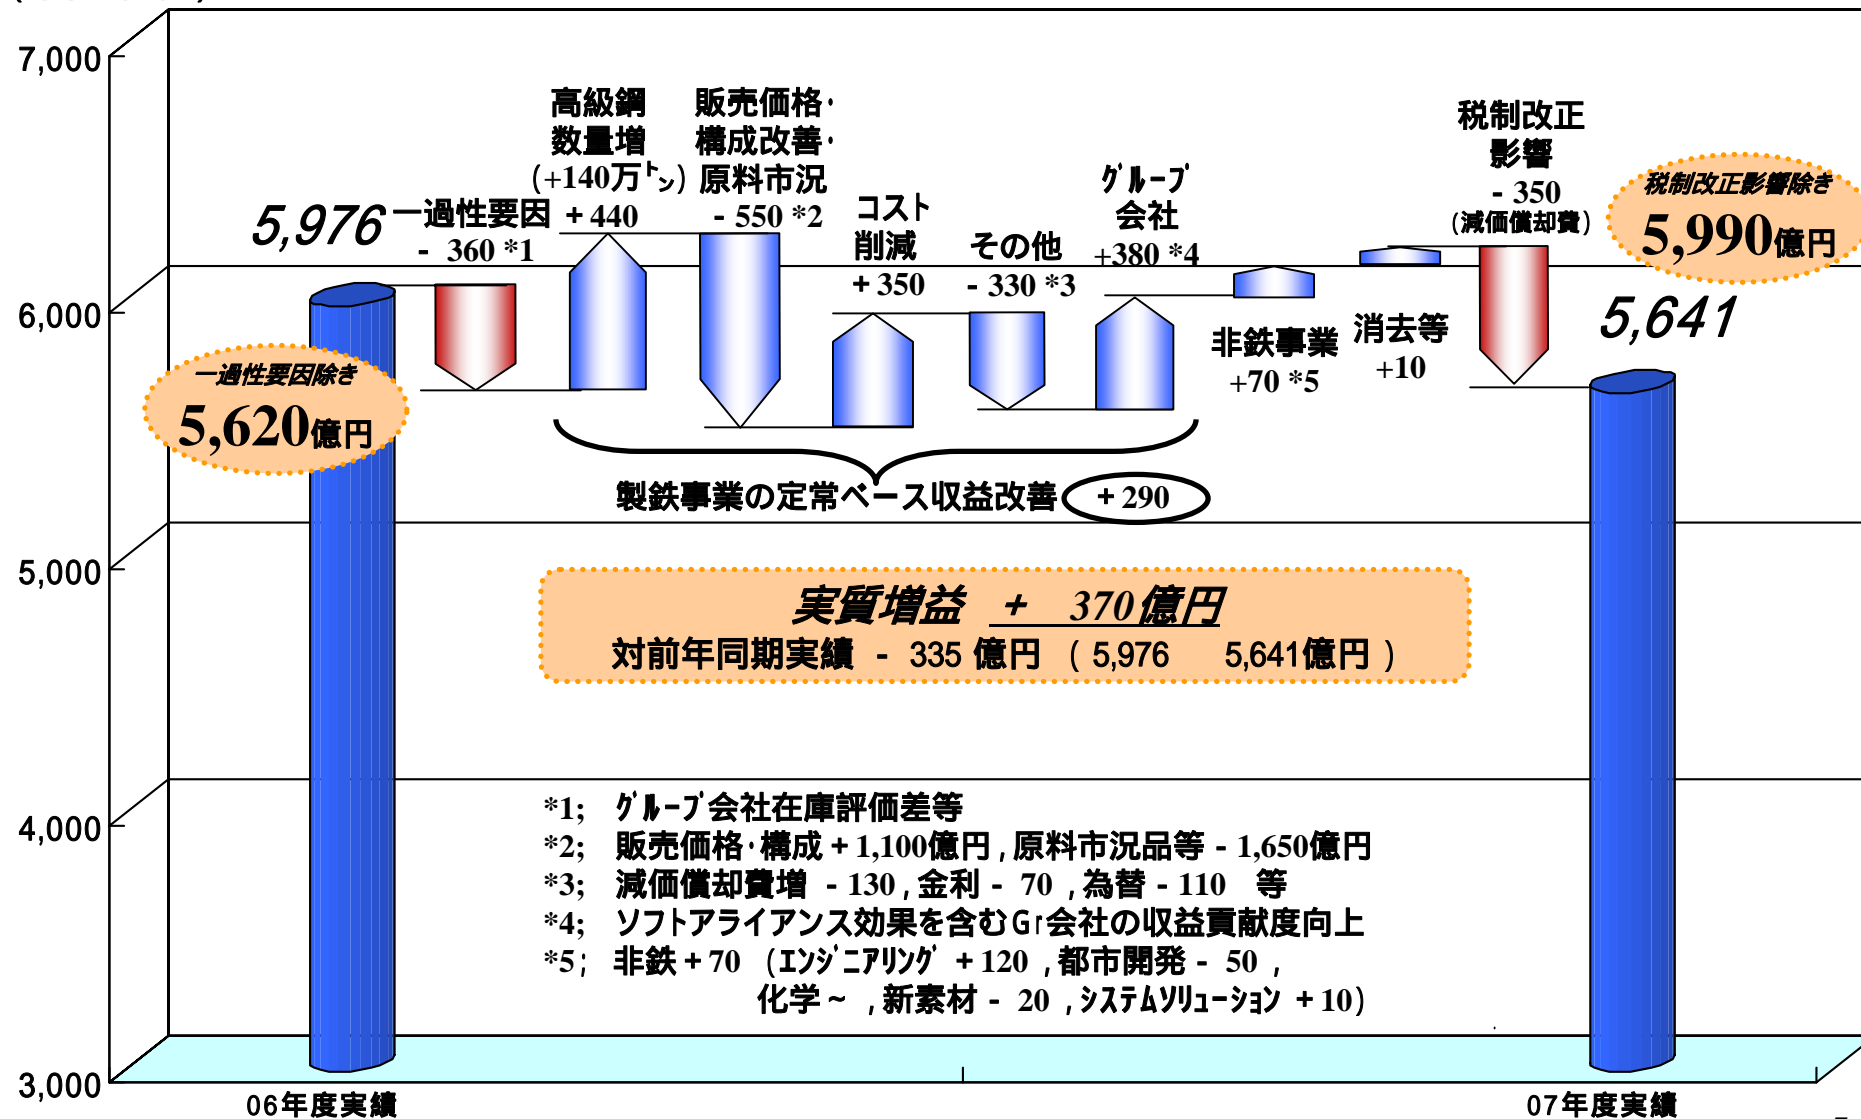 7,000
6,000
5,000
4,000
3,000
5,976
一過性要因
- 360 *1
高級鋼
数量増
(+140万㌧)
+440
販売価格・
構成改善・
原料市況
- 550 *2
コスト
削減
+350
その他
- 330 *3
グループ
会社
+380 *4
非鉄事業
+70 *5
消去等
+10
税制改正
影響
- 350
(減価償却費)
税制改正影響除き
5,990億円
5,641
一過性要因除き
5,620億円
製鉄事業の定常ベース収益改善 +290
実質増益 + 370億円
対前年同期実績 - 335 億円 ( 5,976 5,641億円 )
*1; グループ会社在庫評価差等
*2; 販売価格・構成+1,100億円,原料市況品等 - 1,650億円
*3; 減価償却費増 - 130,金利 - 70 ,為替 - 110 等
*4; ソフトアライアンス効果を含むGr会社の収益貢献度向上
*5; 非鉄+70 (エンジニアリング +120 ,都市開発 - 50 ,
化学~ ,新素材 - 20 ,システムソリューション +10)
06年度実績
07年度実績